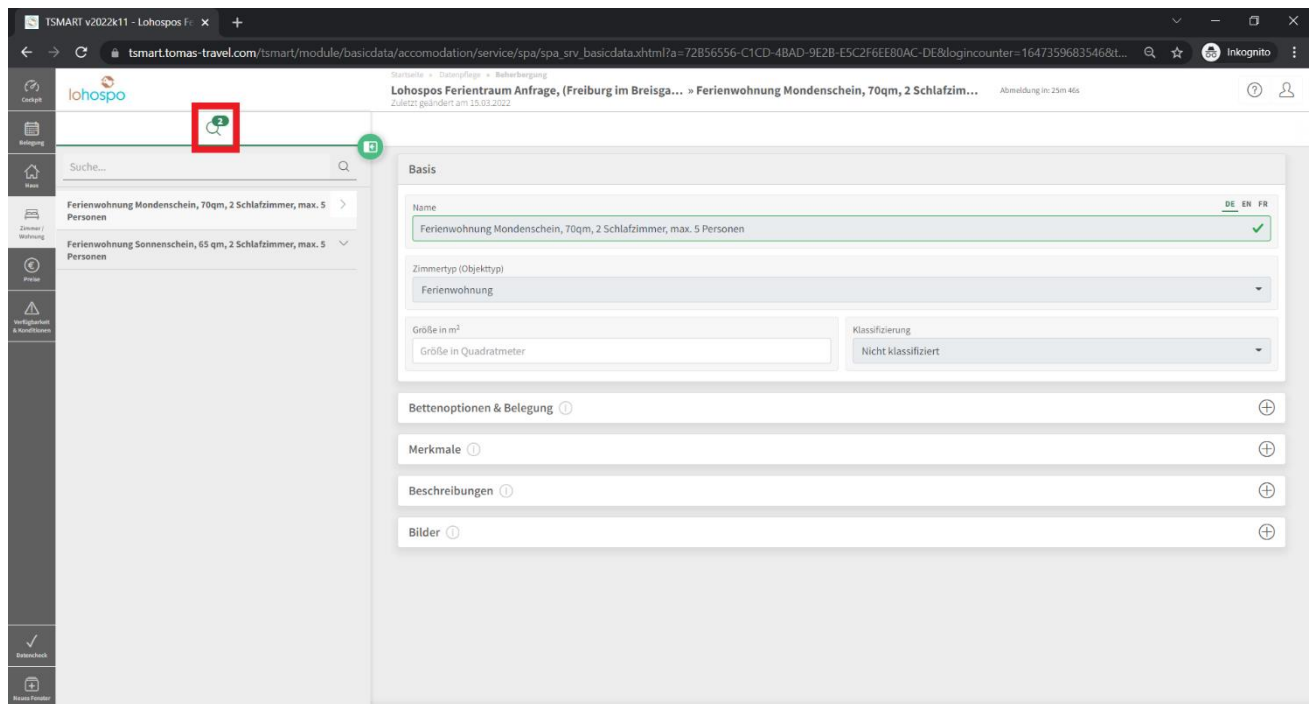 TSMART v2022k11 - Lohospos Fe
tsmart.tomas-travel.com/tsmart/module/basicdata/accomodation/service/spa/spa_srv_basicdata.xhtml?a=72B56556-C1CD-4BAD-9E2B-E5C2F6EE80AC-DE&logincounter=1647359683546&t...
Inkognito
Cockpit
Belegung
Haus
Zimmer /
Wohnung
Preise
Verfügbarkeit
& Konditionen
Datencheck
Neues Fenster
lohospo
2
Suche...
Ferienwohnung Mondenschein, 70qm, 2 Schlafzimmer, max. 5
Personen
Ferienwohnung Sonnenschein, 65 qm, 2 Schlafzimmer, max. 5
Personen
Startseite » Datenpflege » Beherbergung
Lohospos Ferientraum Anfrage, (Freiburg im Breisga... » Ferienwohnung Mondenschein, 70qm, 2 Schlafzim...
Abmeldung in: 25m 46s
Zuletzt geändert am 15.03.2022
Basis
Name
DE EN FR
Ferienwohnung Mondenschein, 70qm, 2 Schlafzimmer, max. 5 Personen
Zimmertyp (Objekttyp)
Ferienwohnung
Größe in m²
Größe in Quadratmeter
Klassifizierung
Nicht klassifiziert
Bettenoptionen & Belegung
Merkmale
Beschreibungen
Bilder